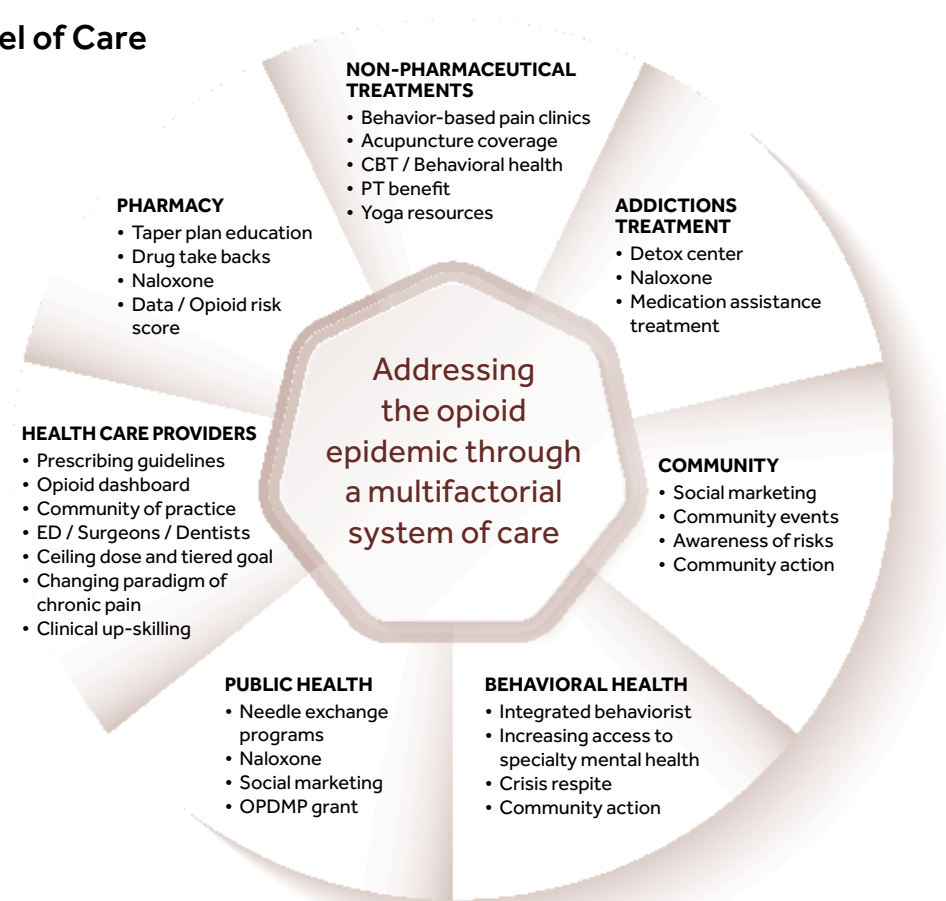 el of Care
NON-PHARMACEUTICAL
TREATMENTS
• Behavior-based pain clinics
• Acupuncture coverage
• CBT / Behavioral health
• PT benefit
• Yoga resources
PHARMACY
• Taper plan education
• Drug take backs
• Naloxone
• Data / Opioid risk
score
ADDICTIONS
TREATMENT
• Detox center
• Naloxone
• Medication assistance
treatment
Addressing
the opioid
epidemic through
a multifactorial
system of care
HEALTH CARE PROVIDERS
• Prescribing guidelines
• Opioid dashboard
• Community of practice
• ED / Surgeons / Dentists
• Ceiling dose and tiered goal
• Changing paradigm of
chronic pain
• Clinical up-skilling
COMMUNITY
• Social marketing
• Community events
• Awareness of risks
• Community action
PUBLIC HEALTH
• Needle exchange
programs
• Naloxone
• Social marketing
• OPDMP grant
BEHAVIORAL HEALTH
• Integrated behaviorist
• Increasing access to
specialty mental health
• Crisis respite
• Community action